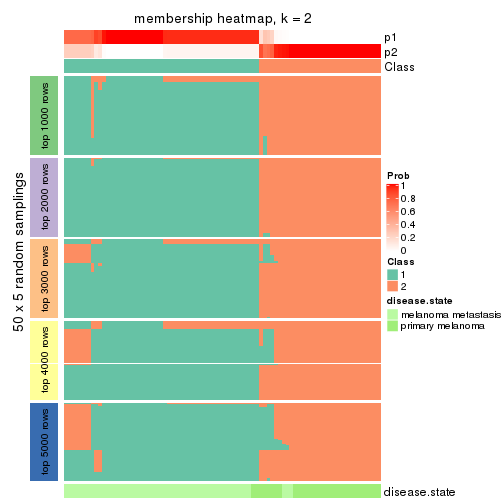 membership heatmap, k = 2
p1
p2
Class
50 x 5 random samplings
top 1000 rows
top 2000 rows
top 3000 rows
top 4000 rows
top 5000 rows
Prob
1
0.8
0.6
0.4
0.2
0
Class
1
2
disease.state
melanoma metastasis
primary melanoma
disease.state